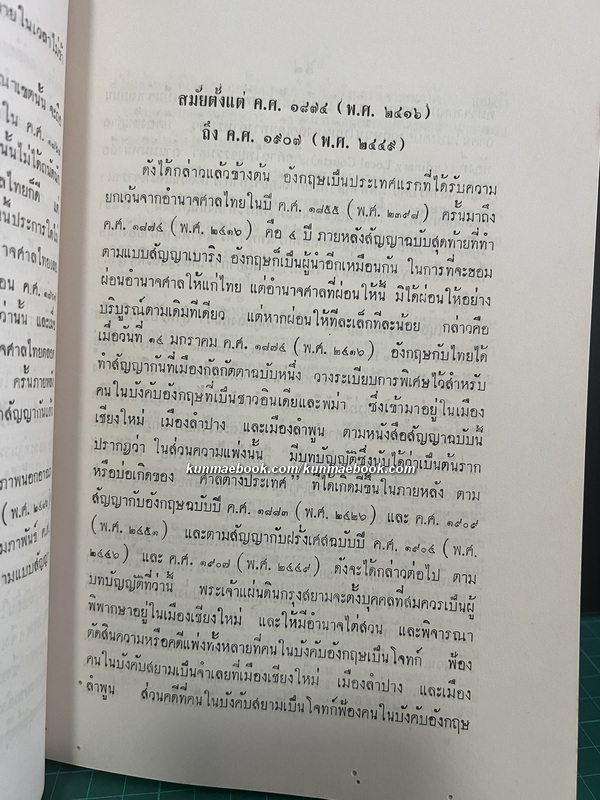 สมัยตั้งแต่ ค.ศ. ๑๘๗๔ (พ.ศ. ๒๔๑๖)
ถึง ค.ศ. ๑๙๐๗ (พ.ศ. ๒๔๔๙)
ดังได้กล่าวแล้วข้างต้น อังกฤษเป็นประเทศแรกที่ได้รับความ
ยกเว้นจากอำนาจศาลไทยในปี ค.ศ. ๑๘๕๕ (พ.ศ. ๒๓๙๘) ครั้นมาถึง
ค.ศ. ๑๘๗๔ (พ.ศ. ๒๔๑๖) คือ ๔ ปี ภายหลังสัญญาฉบับสุดท้ายที่ทำ
ตามแบบสัญญาเบาริง อังกฤษก็เป็นผู้นำอีกเหมือนกัน ในการที่จะยอม
ผ่อนอำนาจศาลให้แก่ไทย แต่อำนาจศาลที่ผ่อนให้นี้ มิได้ผ่อนให้อย่าง
บริบูรณ์ตามเดิมทีเดียว แต่หากผ่อนให้ทีละเล็กทีละน้อย กล่าวคือ
เมื่อวันที่ ๑๔ มกราคม ค.ศ. ๑๘๗๔ (พ.ศ. ๒๔๑๖) อังกฤษกับไทยได้
ทำสัญญากันที่เมืองกัลกัตตาฉบับหนึ่ง วางระเบียบการพิเศษไว้สำหรับ
คนในบังคับอังกฤษที่เป็นชาวอินเดียและพม่า ซึ่งเข้ามาอยู่ในเมือง
เชียงใหม่ เมืองลำปาง และเมืองลำพูน ตามหนังสือสัญญาฉบับนี้
ปรากฏว่า ในส่วนความแพ่งนั้น มีบทบัญญัติซึ่งนับได้ว่าเป็นต้นราก
kunmaebook.com/kunmaebook.com/
หรือบ่อเกิดของ “ศาลต่างประเทศ” ที่ได้เกิดมีขึ้นในภายหลัง ตาม
สัญญากับอังกฤษฉบับปี ค.ศ. ๑๘๘๓ (พ.ศ. ๒๔๒๖) และ ค.ศ. ๑๙๐๙
(พ.ศ. ๒๔๕๑) และตามสัญญากับฝรั่งเศสฉบับปี ค.ศ. ๑๙๐๔ (พ.ศ.
๒๔๔๖) และ ค.ศ. ๑๙๐๗ (พ.ศ. ๒๔๔๙) ดังจะได้กล่าวต่อไป ตาม
บทบัญญัติที่ว่านี้ พระเจ้าแผ่นดินกรุงสยามจะตั้งบุคคลที่สมควรเป็นผู้
พิพากษาอยู่ในเมืองเชียงใหม่ และให้มีอำนาจไต่สวน และพิจารณา
ตัดสินความหรือคดีแพ่งทั้งหลายที่คนในบังคับอังกฤษเป็นโจทก์ ฟ้อง
คนในบังคับสยามเป็นจำเลยที่เมืองเชียงใหม่ เมืองลำปาง และเมือง
ลำพูน ส่วนคดีที่คนในบังคับสยามเป็นโจทก์ฟ้องคนในบังคับอังกฤษ